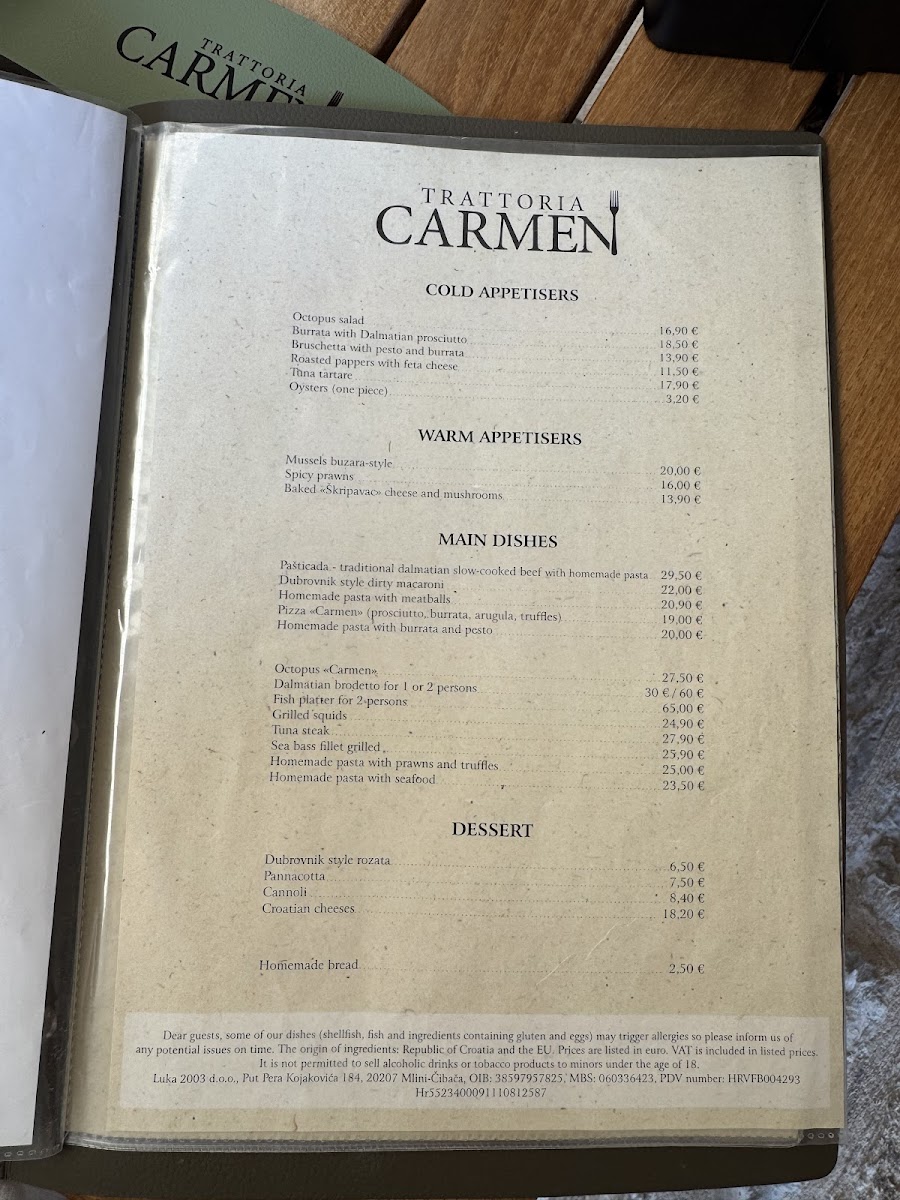 TRATTORIA
CARMEN
TRATTORIA
CARMEN
COLD APPETISERS
Octopus salad 16,90 €
Burrata with Dalmatian prosciutto 18,50 €
Bruschetta with pesto and burrata 13,90 €
Roasted pappers with feta cheese 11,50 €
Tuna tartare 17,90 €
Oysters (one piece) 3,20 €
WARM APPETISERS
Mussels buzara-style 20,00 €
Spicy prawns 16,00 €
Baked «Škripavac» cheese and mushrooms 13,90 €
MAIN DISHES
Pašticada - traditional dalmatian slow-cooked beef with homemade pasta 29,50 €
Dubrovnik style dirty macaroni 22,00 €
Homemade pasta with meatballs 20,90 €
Pizza «Carmen» (prosciutto, burrata, arugula, truffles) 19,00 €
Homemade pasta with burrata and pesto 20,00 €
Octopus «Carmen» 27,50 €
Dalmatian brodetto for 1 or 2 persons 30 € / 60 €
Fish platter for 2 persons 65,00 €
Grilled squids 24,90 €
Tuna steak 27,90 €
Sea bass fillet grilled 25,90 €
Homemade pasta with prawns and truffles 25,00 €
Homemade pasta with seafood 23,50 €
DESSERT
Dubrovnik style rozata 6,50 €
Pannacotta 7,50 €
Cannoli 8,40 €
Croatian cheeses 18,20 €
Homemade bread 2,50 €
Dear guests, some of our dishes (shellfish, fish and ingredients containing gluten and eggs) may trigger allergies so please inform us of
any potential issues on time. The origin of ingredients: Republic of Croatia and the EU. Prices are listed in euro. VAT is included in listed prices.
It is not permitted to sell alcoholic drinks or tobacco products to minors under the age of 18.
Luka 2003 d.o.o., Put Pera Kojakovića 184, 20207 Mlini-Čibača, OIB: 38597957825, MBS: 060336423, PDV number: HRVFB004293
Hr5523400091110812587